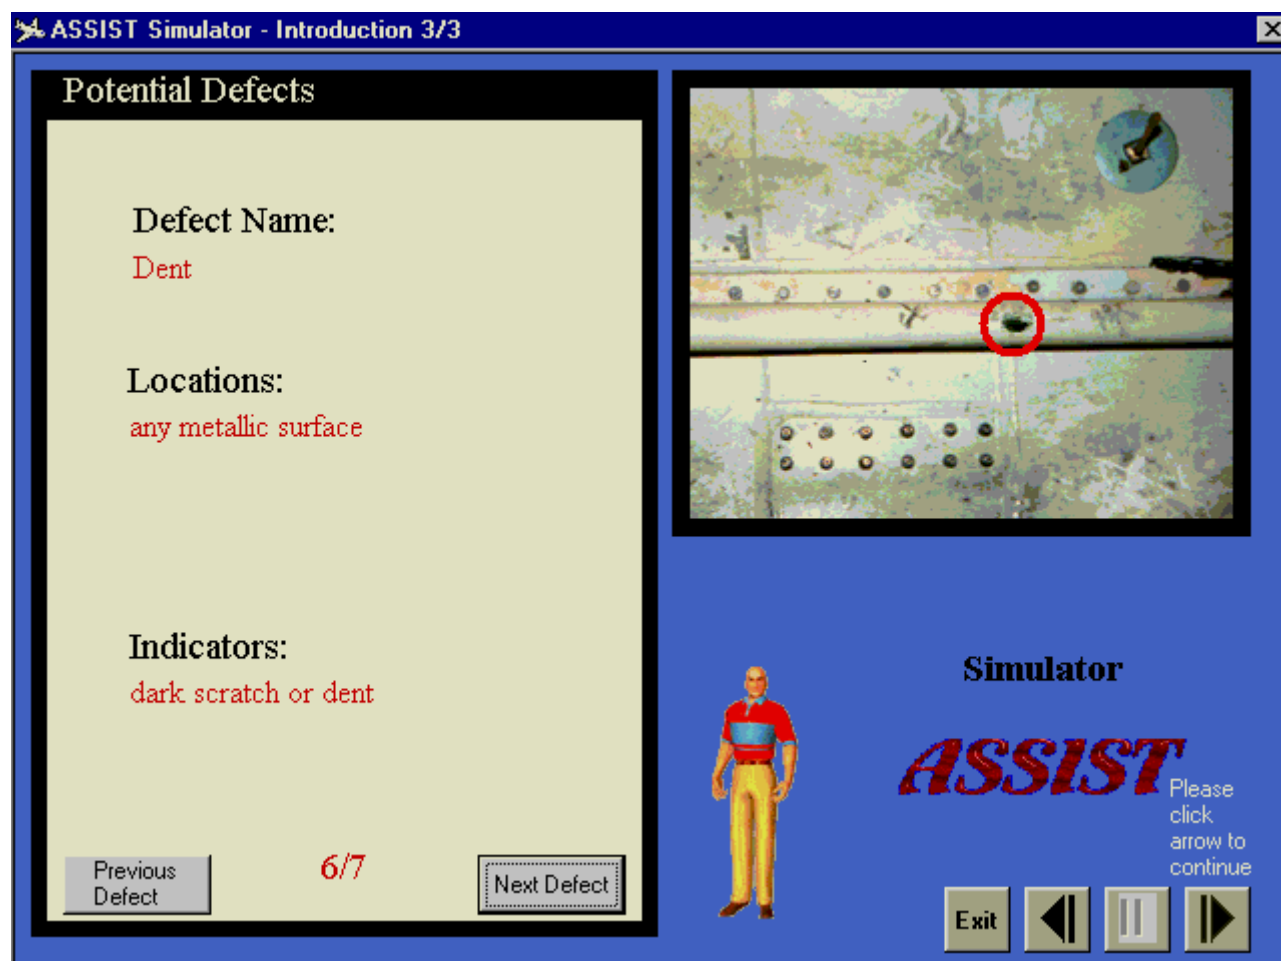 ASSIST Simulator - Introduction 3/3
Potential Defects
Defect Name:
Dent
Locations:
any metallic surface
Indicators:
dark scratch or dent
Previous
Defect
6/7
Next Defect
Simulator
ASSIST
Please
click
arrow to
continue
Exit